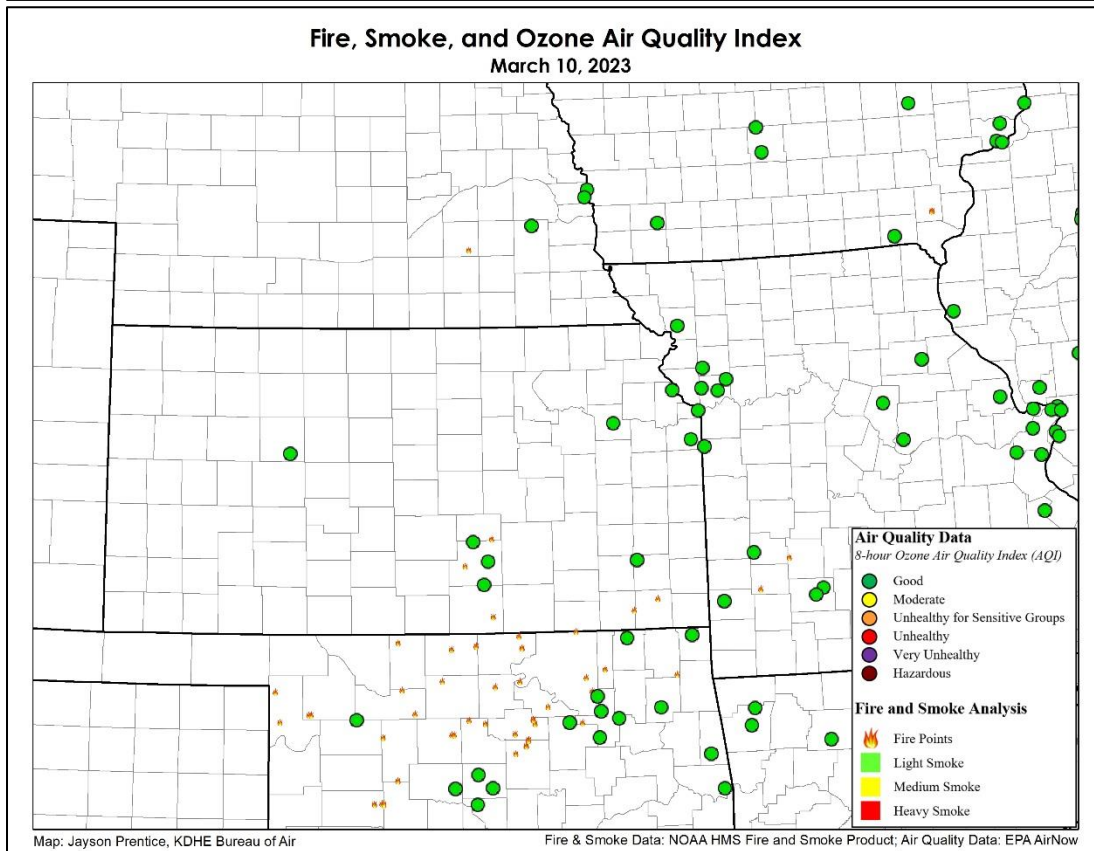 Fire, Smoke, and Ozone Air Quality Index
March 10, 2023
Air Quality Data
8-hour Ozone Air Quality Index (AQI)
Good
Moderate
Unhealthy for Sensitive Groups
Unhealthy
Very Unhealthy
Hazardous
Fire and Smoke Analysis
Fire Points
Light Smoke
Medium Smoke
Heavy Smoke
Map: Jayson Prentice, KDHE Bureau of Air
Fire & Smoke Data: NOAA HMS Fire and Smoke Product; Air Quality Data: EPA AirNow